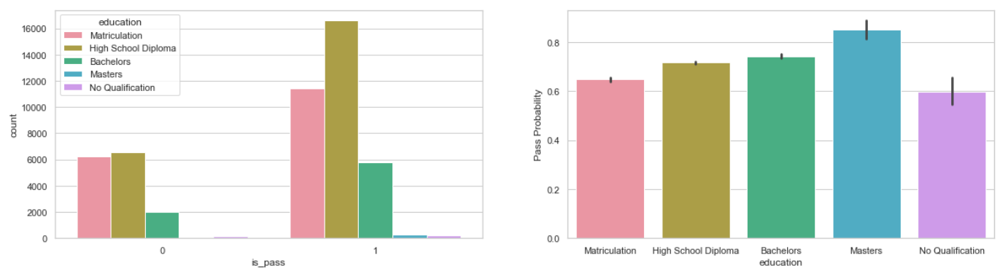 education
Matriculation
High School Diploma
Bachelors
Masters
No Qualification
16000
14000
12000
10000
8000
6000
4000
2000
0
count
0 1
is_pass
0.8
0.6
0.4
0.2
0.0
Pass Probability
Matriculation High School Diploma Bachelors Masters No Qualification
education